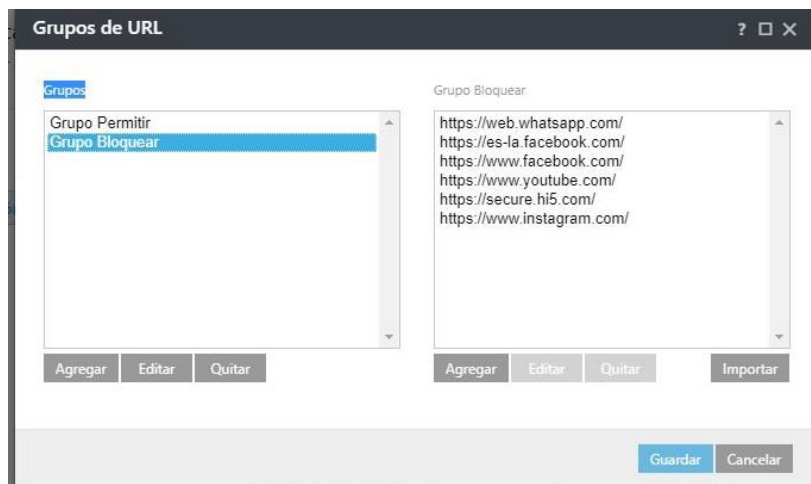 Grupos de URL
?
Grupos
Grupo Permitir
Grupo Bloquear
Agregar Editar Quitar
Grupo Bloquear
https://web.whatsapp.com/
https://es-la.facebook.com/
https://www.facebook.com/
https://www.youtube.com/
https://secure.hi5.com/
https://www.instagram.com/
Agregar Editar Quitar Importar
Guardar Cancelar